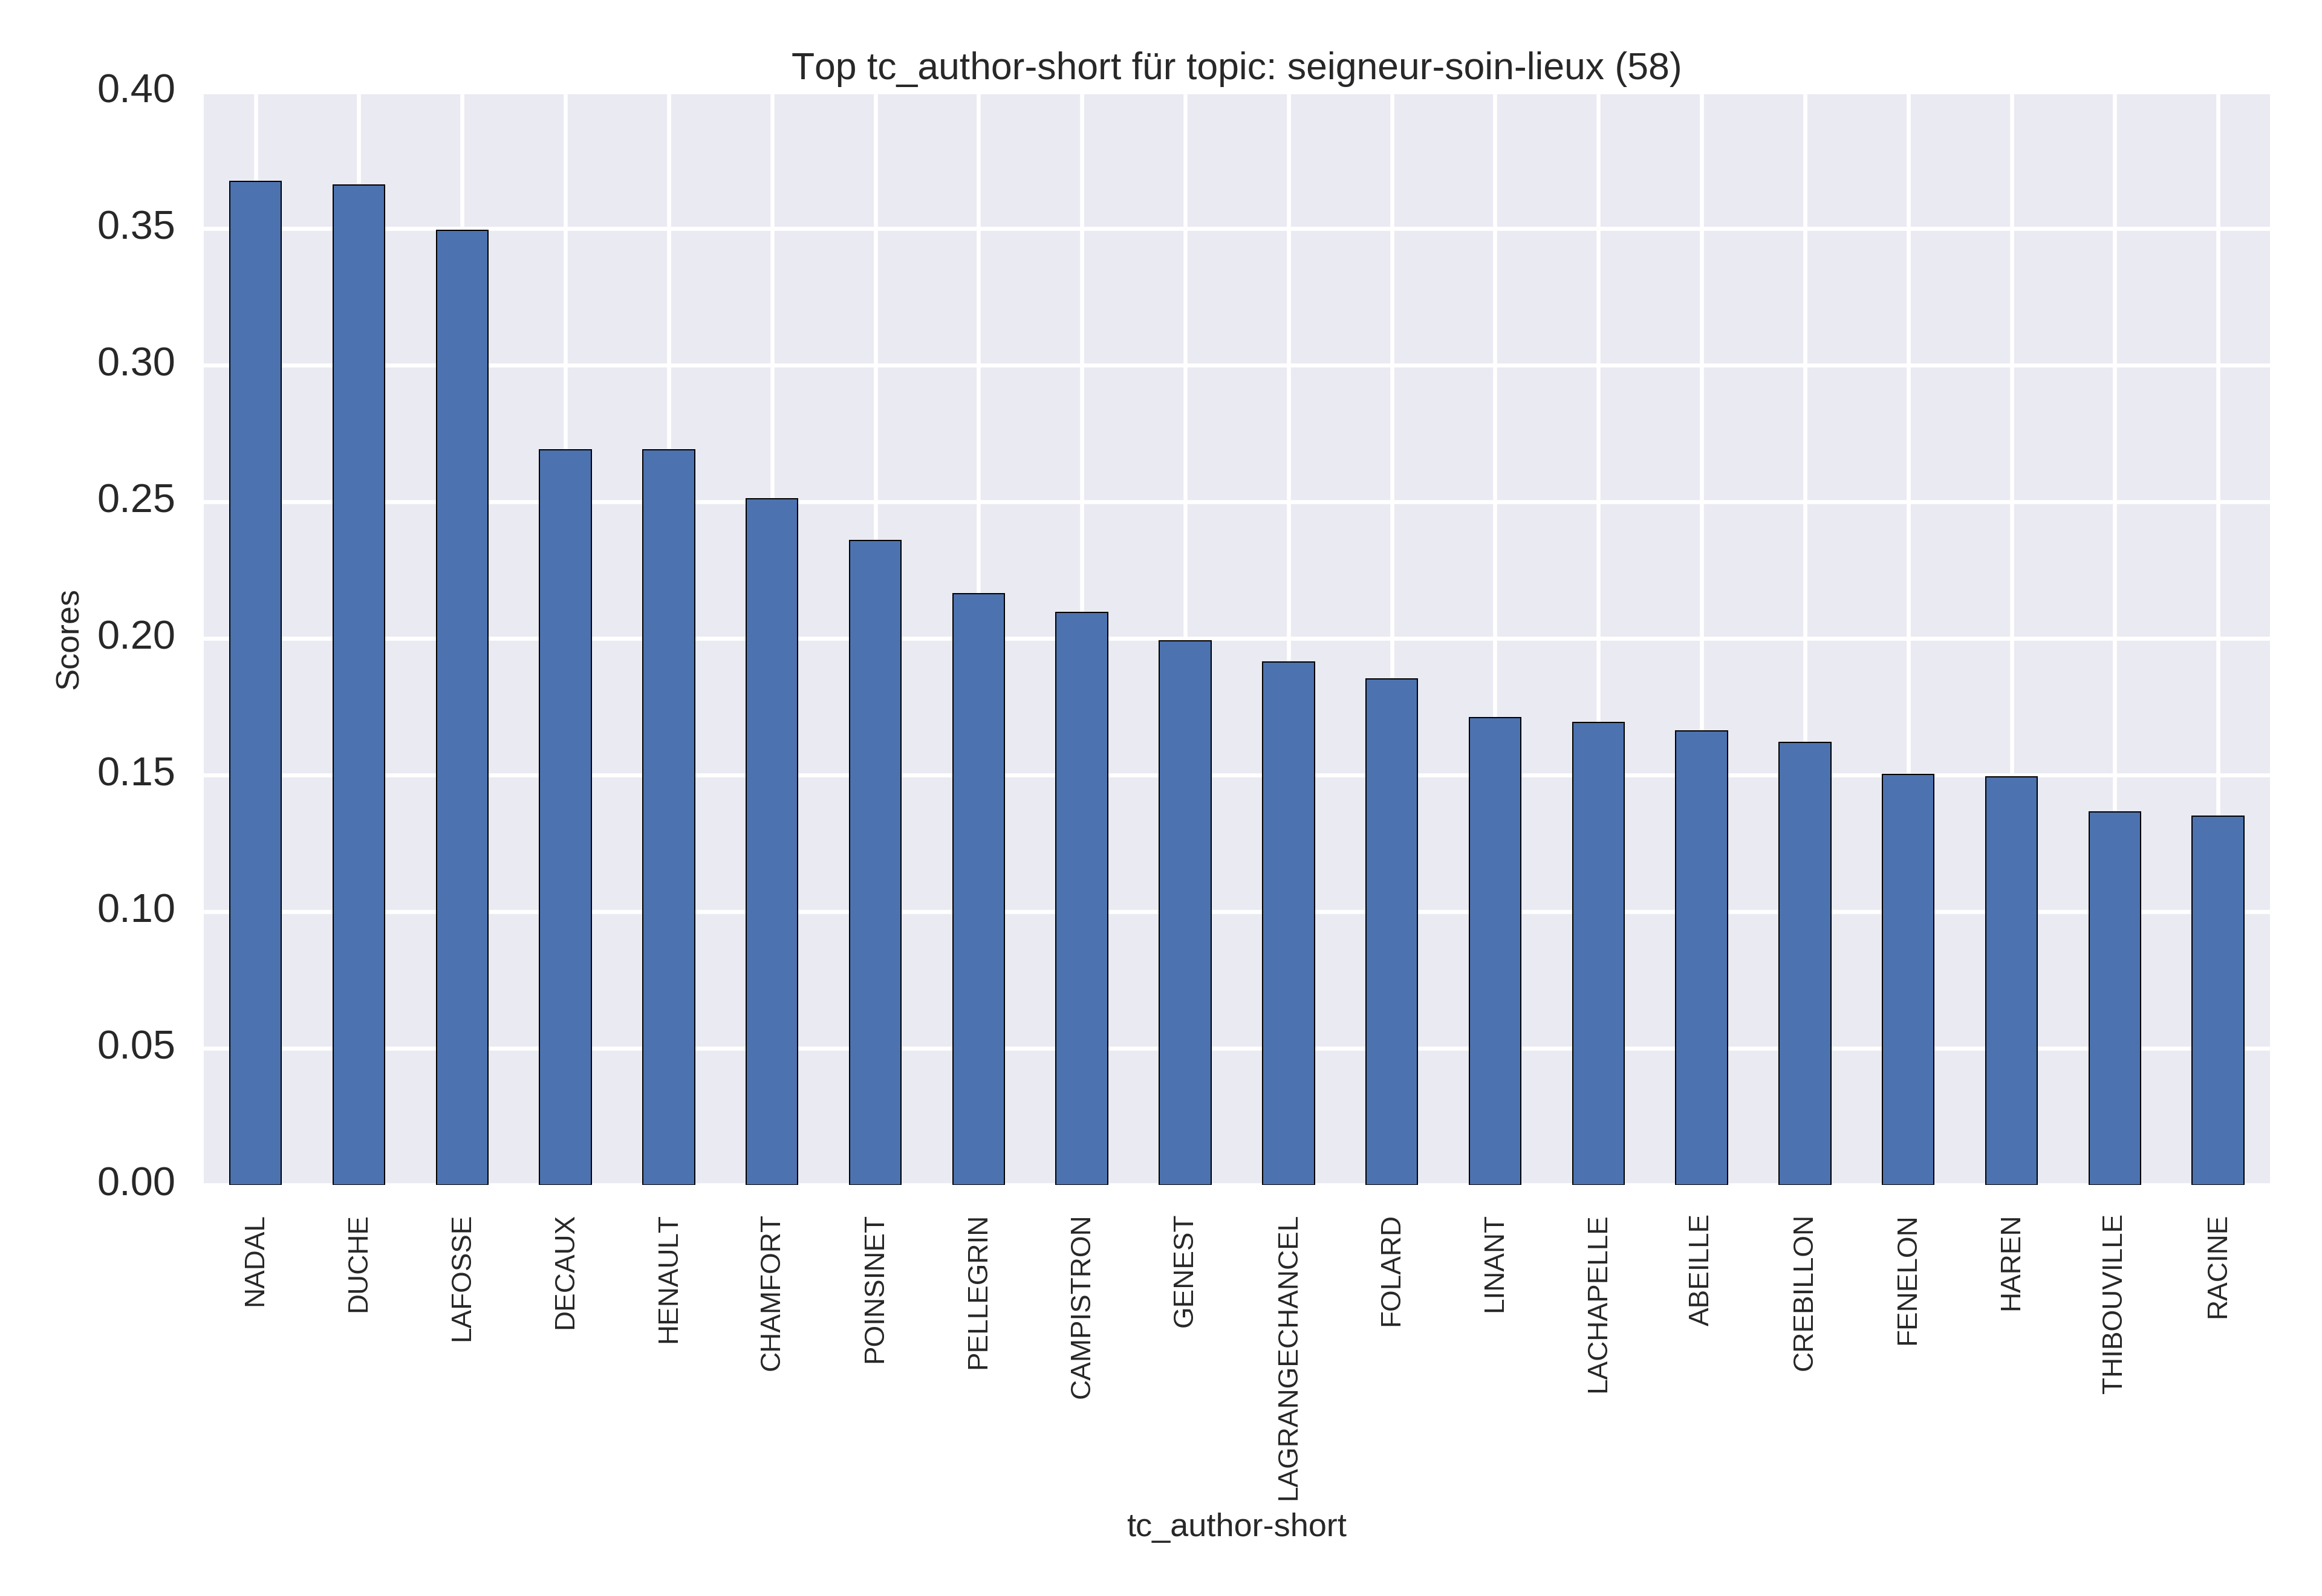 Top tc_author-short für topic: seigneur-soin-lieux (58)
0.40
0.35
0.30
0.25
0.20
0.15
0.10
0.05
0.00
Scores
NADAL
DUCHE
LAFOSSE
DECAUX
HENAULT
CHAMFORT
POINSINET
PELLEGRIN
CAMPISTRON
GENEST
LAGRANGECHANCEL
FOLARD
LINANT
LACHAPELLE
ABEILLE
CREBILLON
FENELON
HAREN
THIBOUVILLE
RACINE
tc_author-short